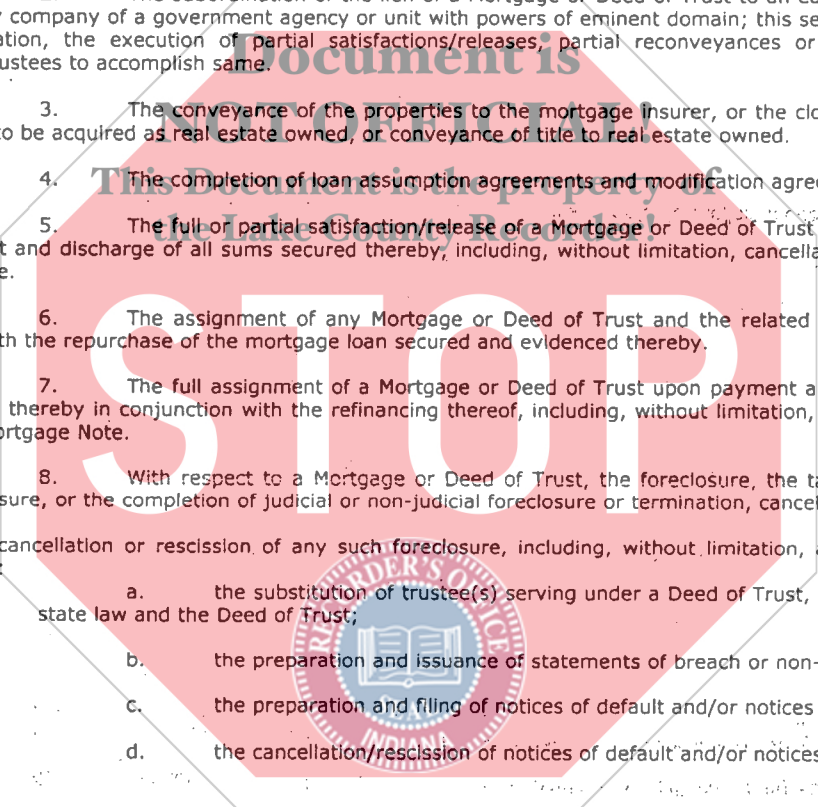 company of a government agency or unit with powers of eminent domain; this se
ation, the execution of partial satisfactions/releases, partial reconveyances or
ustees to accomplish same.
Document is
NOT OFFICIAL!
This Document is the property of
the Lake County Recorder!
3. The conveyance of the properties to the mortgage insurer, or the clo
to be acquired as real estate owned, or conveyance of title to real estate owned.
4. The completion of loan assumption agreements and modification agree
5. The full or partial satisfaction/release of a Mortgage or Deed of Trust
t and discharge of all sums secured thereby, including, without limitation, cancella
e.
6. The assignment of any Mortgage or Deed of Trust and the related
th the repurchase of the mortgage loan secured and evidenced thereby.
7. The full assignment of a Mortgage or Deed of Trust upon payment a
thereby in conjunction with the refinancing thereof, including, without limitation,
ortgage Note.
STOP
8. With respect to a Mortgage or Deed of Trust, the foreclosure, the ta
sure, or the completion of judicial or non-judicial foreclosure or termination, cancel
cancellation or rescission of any such foreclosure, including, without limitation,
a. the substitution of trustee(s) serving under a Deed of Trust,
state law and the Deed of Trust;
b. the preparation and issuance of statements of breach or non-
c. the preparation and filing of notices of default and/or notices
d. the cancellation/rescission of notices of default and/or notices
RECORDER'S OFFICE
SEAL
INDIANA